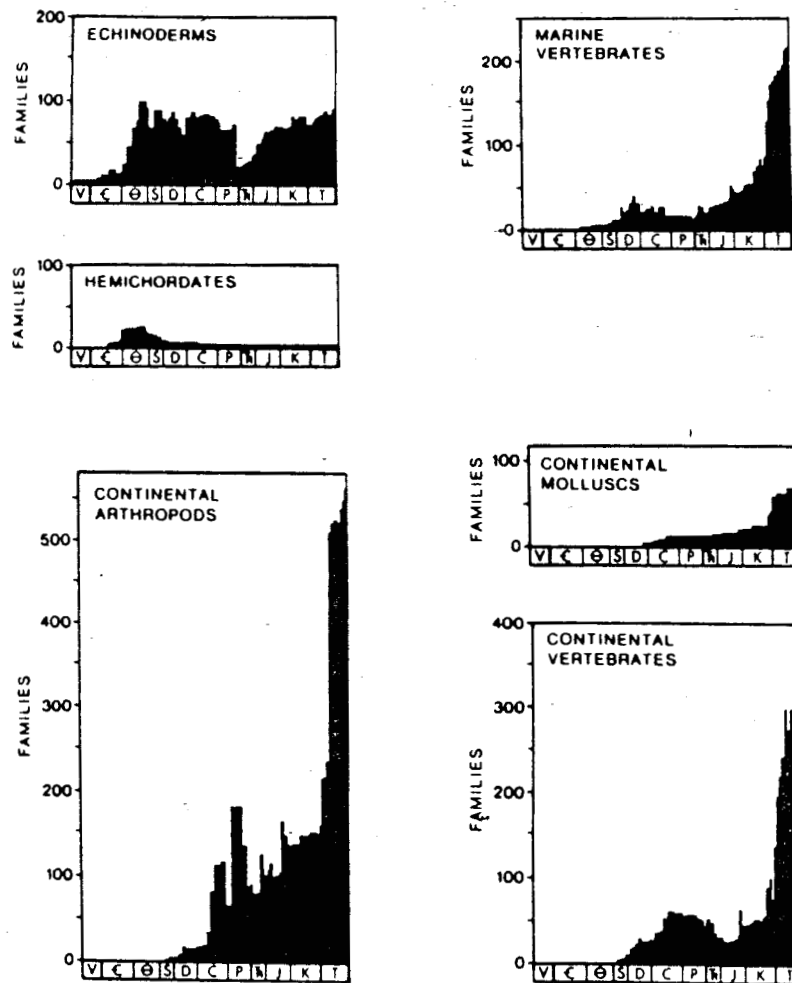 200
ECHINODERMS
100
0
FAMILIES
V Є Ө S D C P Ћ J K T
MARINE
VERTEBRATES
200
100
-0
FAMILIES
V Є Ө S D C P Ћ J K T
100
HEMICHORDATES
0
FAMILIES
V Є Ө S D C P Ћ J K T
CONTINENTAL
ARTHROPODS
500
400
300
200
100
0
FAMILIES
V Є Ө S D C P Ћ J K T
100
CONTINENTAL
MOLLUSCS
0
FAMILIES
V Є Ө S D C P Ћ J K T
400
CONTINENTAL
VERTEBRATES
300
200
100
0
FAMILIES
V Є Ө S D C P Ћ J K T